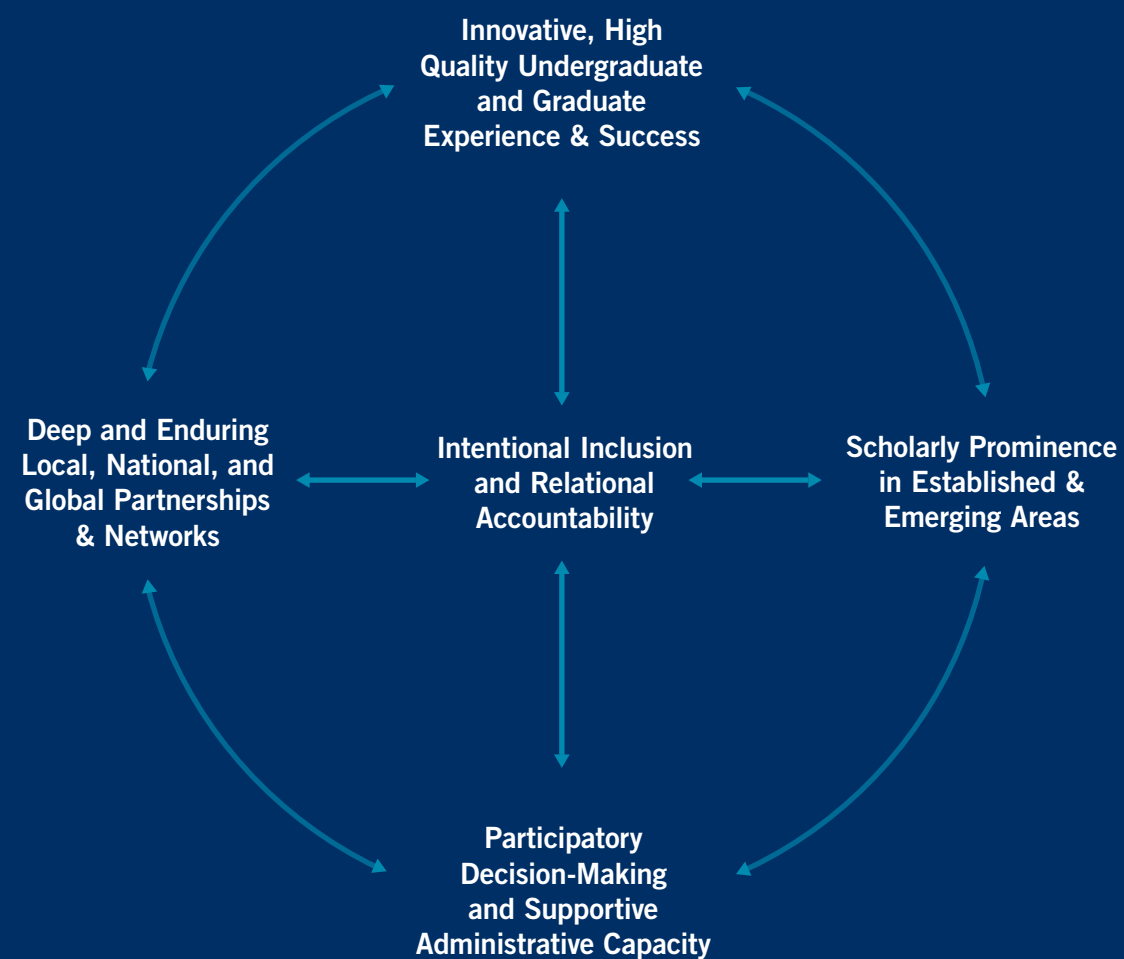 Innovative, High
Quality Undergraduate
and Graduate
Experience & Success
Deep and Enduring
Local, National, and
Global Partnerships
& Networks
Intentional Inclusion
and Relational
Accountability
Scholarly Prominence
in Established &
Emerging Areas
Participatory
Decision-Making
and Supportive
Administrative Capacity